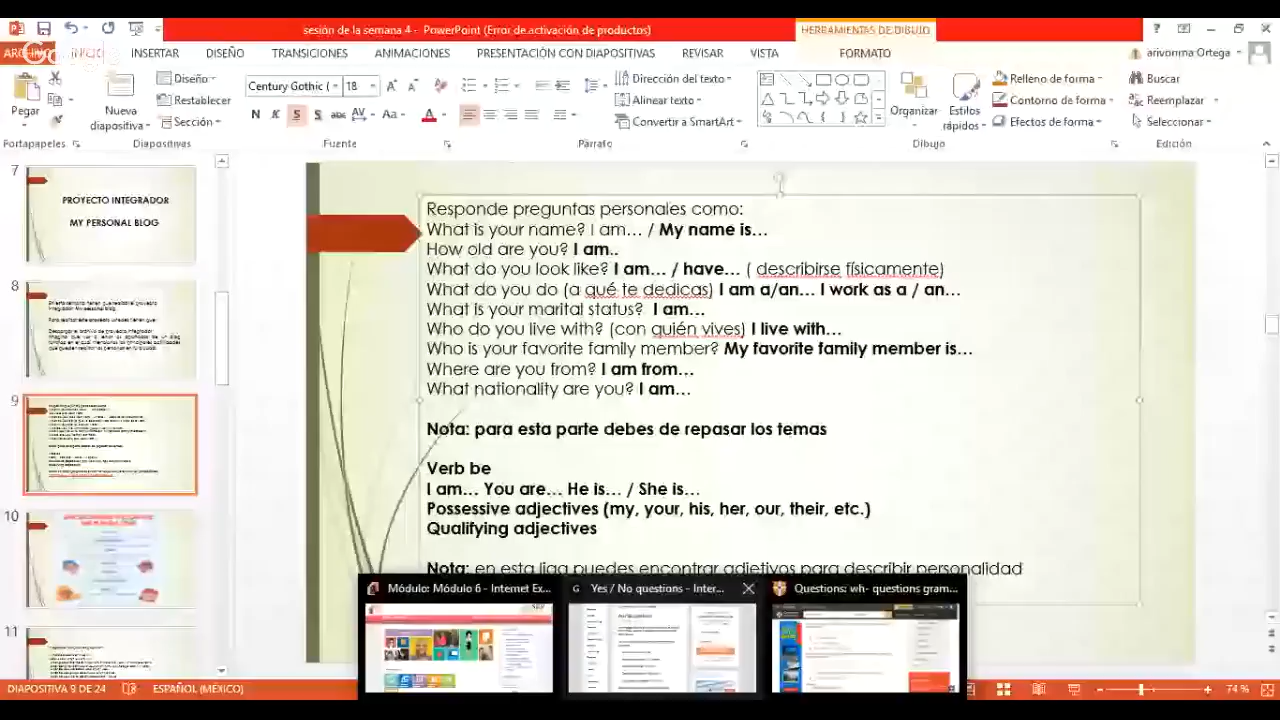 sesión de la semana 4 - PowerPoint (Error de activación de productos)
HERRAMIENTAS DE DIBUJO
ARCHIVO INICIO INSERTAR DISEÑO TRANSICIONES ANIMACIONES PRESENTACIÓN CON DIAPOSITIVAS REVISAR VISTA FORMATO
arivonma Ortega
Pegar
Nueva diapositiva
Diseño
Restablecer
Sección
Century Gothic ( 18
N K S S abc AV Aa A
Dirección del texto
Alinear texto
Convertir a SmartArt
Organizar
Estilos rápidos
Relleno de forma
Contorno de forma
Efectos de forma
Buscar
Reemplazar
Seleccionar
Portapapeles Diapositivas Fuente Párrafo Dibujo Edición
7
PROYECTO INTEGRADOR
MY PERSONAL BLOG
8
9
10
11
Responde preguntas personales como:
What is your name? I am… / My name is…
How old are you? I am..
What do you look like? I am… / have… ( describirse físicamente)
What do you do (a qué te dedicas) I am a/an… I work as a / an…
What is your marital status? I am…
Who do you live with? (con quién vives) I live with…
Who is your favorite family member? My favorite family member is…
Where are you from? I am from…
What nationality are you? I am…
Nota: para esta parte debes de repasar los temas
Verb be
I am… You are… He is… / She is…
Possessive adjectives (my, your, his, her, our, their, etc.)
Qualifying adjectives
Nota: en esta liga puedes encontrar adjetivos para describir personalidad
Módulo: Módulo 6 - Internet Ex...
Yes / No questions - Inter...
Questions: wh- questions gram...
DIAPOSITIVA 9 DE 24 ESPAÑOL (MÉXICO) 74 %